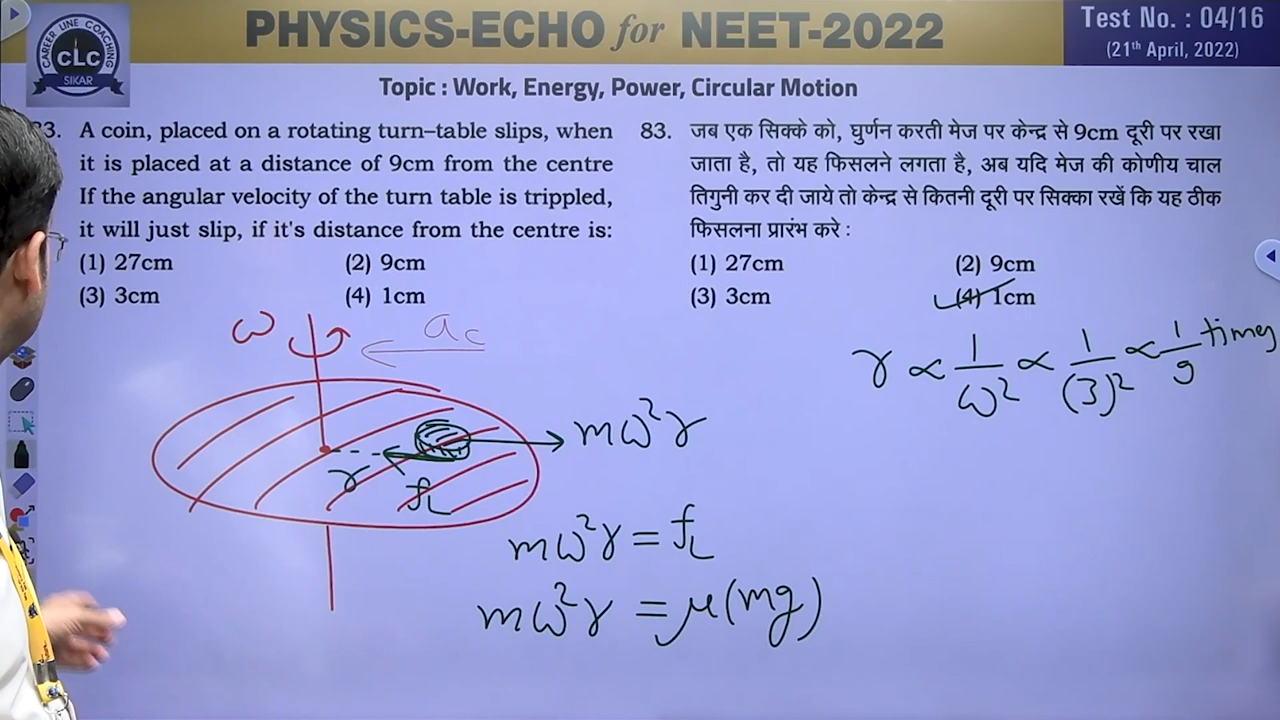 PHYSICS-ECHO for NEET-2022
Test No. : 04/16
(21th April, 2022)
CAREER LINE COACHING
CLC
SIKAR
Topic : Work, Energy, Power, Circular Motion
33. A coin, placed on a rotating turn–table slips, when
it is placed at a distance of 9cm from the centre
If the angular velocity of the turn table is trippled,
it will just slip, if it's distance from the centre is:
(1) 27cm (2) 9cm
(3) 3cm (4) 1cm
83. जब एक सिक्के को, घुर्णन करती मेज पर केन्द्र से 9cm दूरी पर रखा
जाता है, तो यह फिसलने लगता है, अब यदि मेज की कोणीय चाल
तिगुनी कर दी जाये तो केन्द्र से कितनी दूरी पर सिक्का रखें कि यह ठीक
फिसलना प्रारंभ करे :
(1) 27cm (2) 9cm
(3) 3cm (4) 1cm
ω
a_c
r ∝ 1/ω² ∝ 1/(3)² ∝ 1/9 times
mω²r
r
f_L
mω²r = f_L
mω²r = μ(mg)